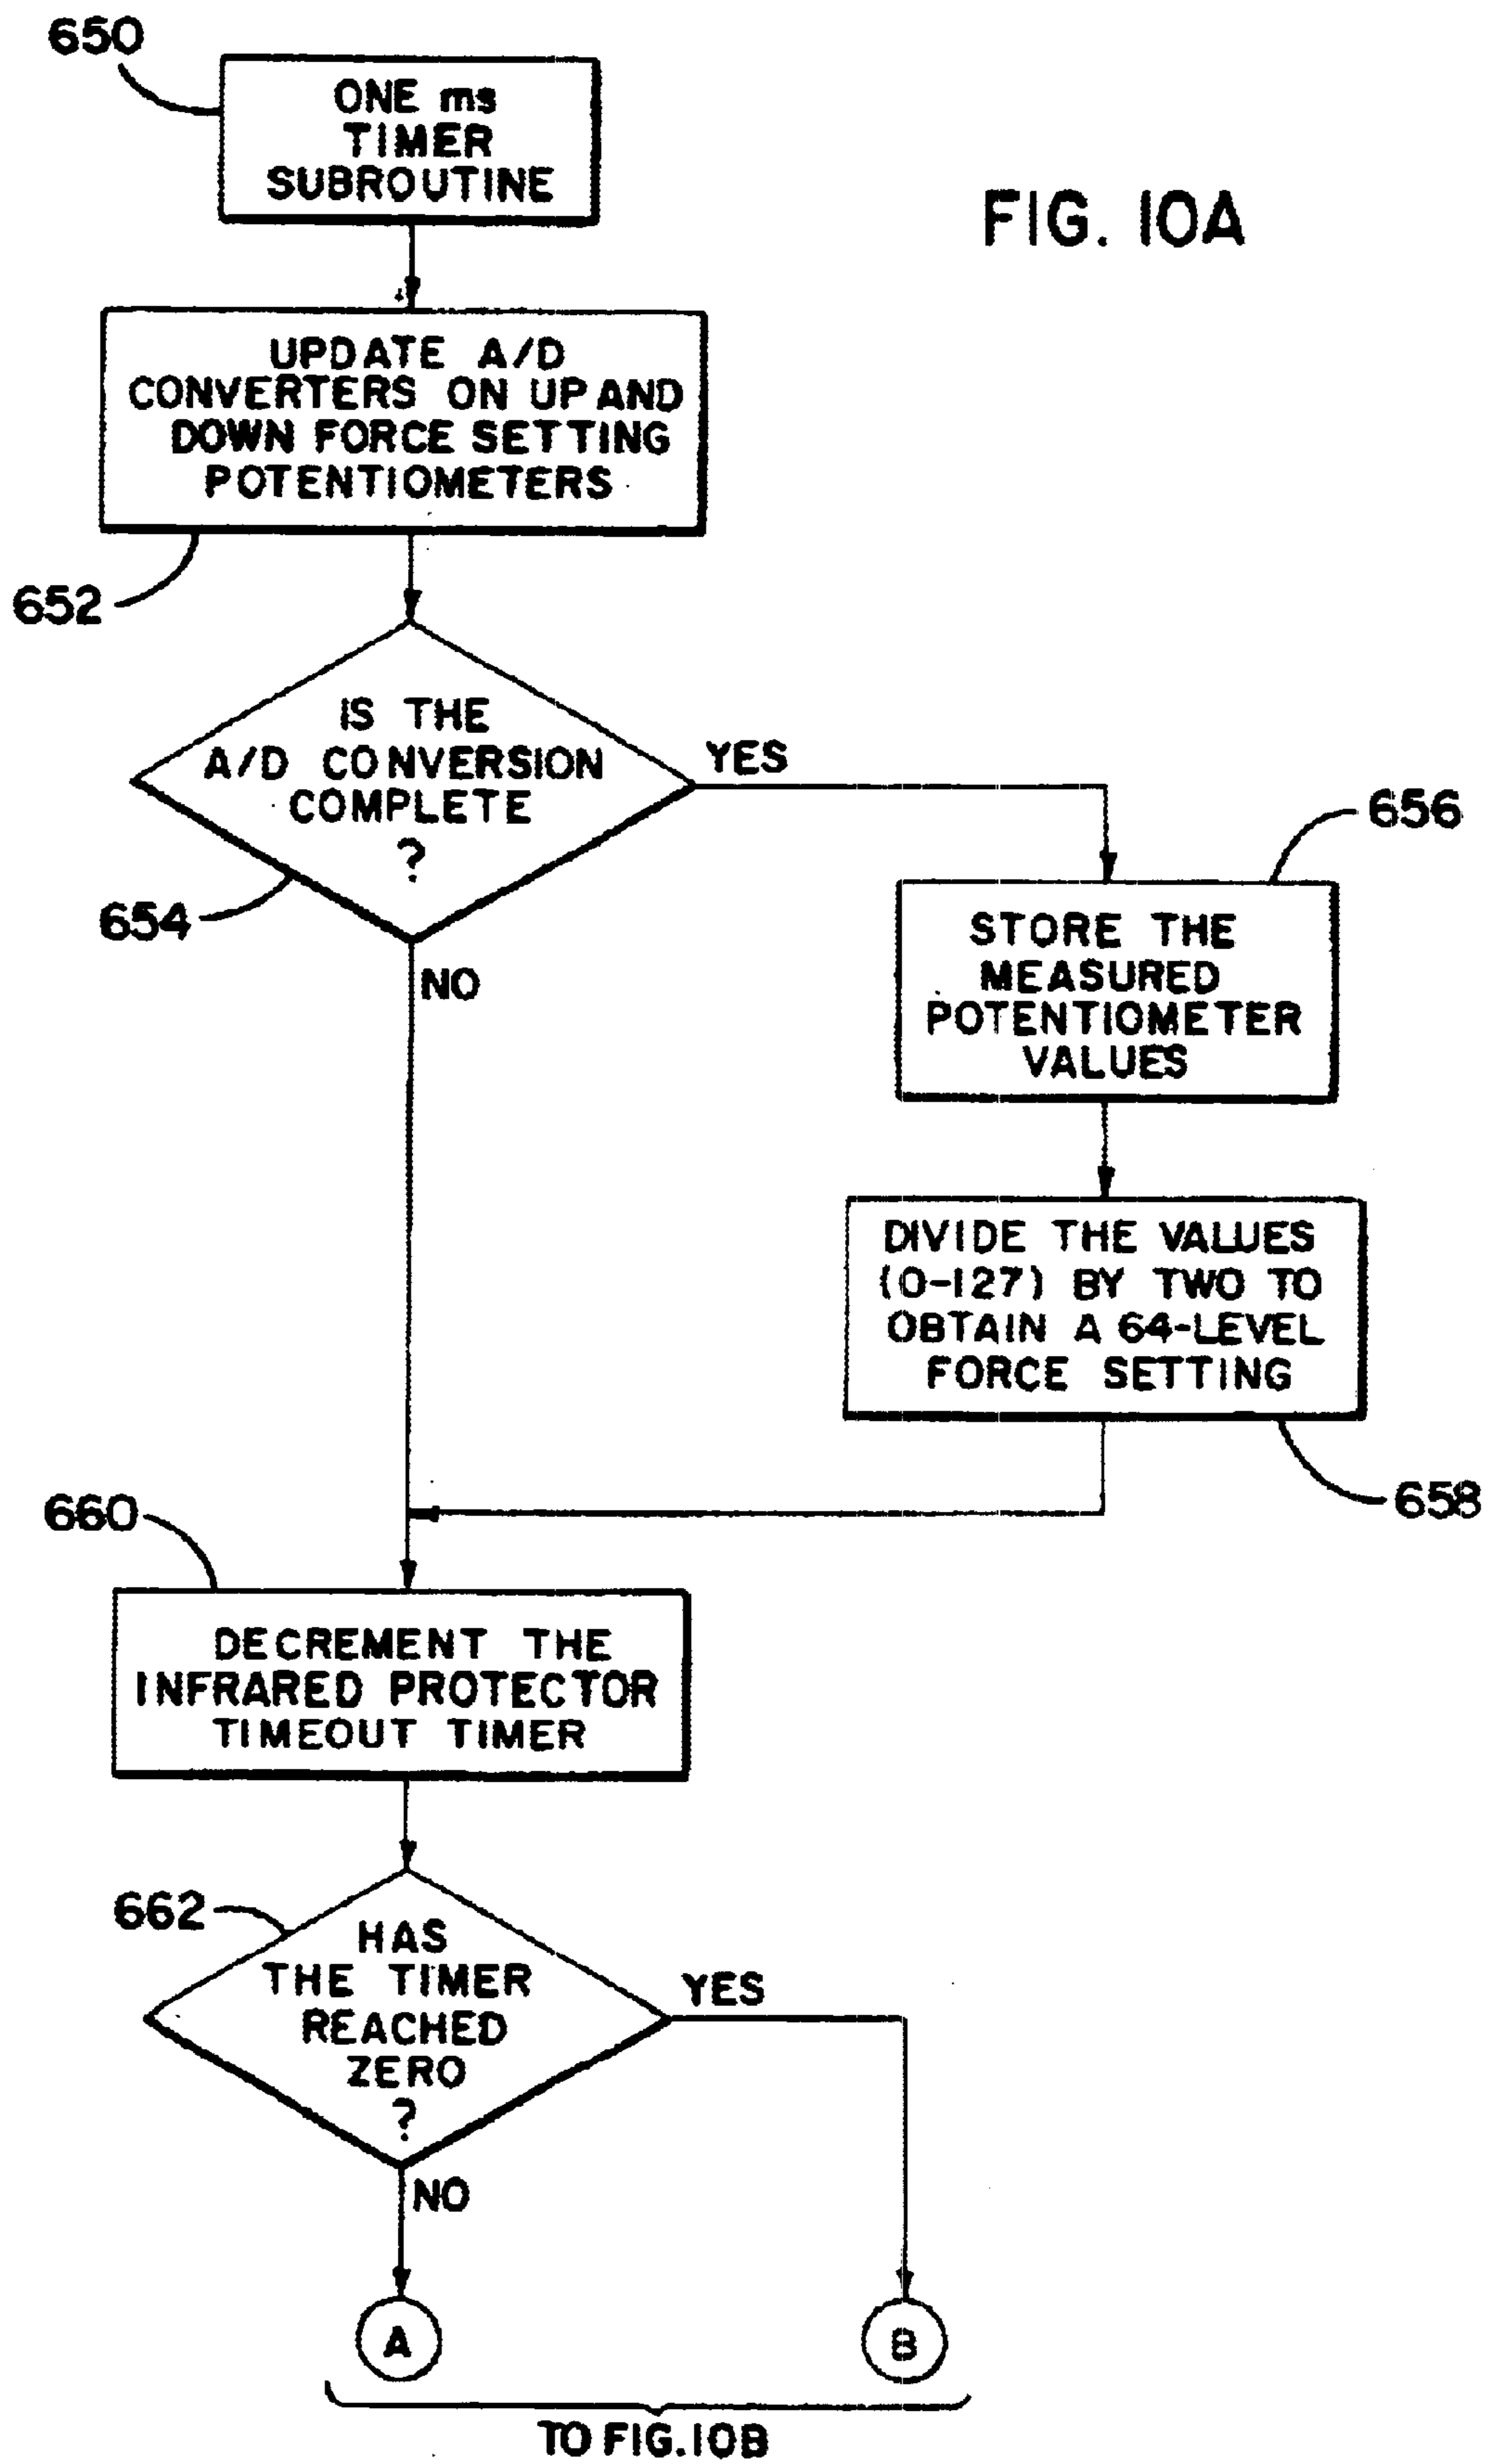 650
ONE ms
TIMER
SUBROUTINE
FIG. 10A
UPDATE A/D
CONVERTERS ON UP AND
DOWN FORCE SETTING
POTENTIOMETERS
652
IS THE
A/D CONVERSION
COMPLETE
?
YES
654
NO
656
STORE THE
MEASURED
POTENTIOMETER
VALUES
DIVIDE THE VALUES
(0-127) BY TWO TO
OBTAIN A 64-LEVEL
FORCE SETTING
658
660
DECREMENT THE
INFRARED PROTECTOR
TIMEOUT TIMER
662
HAS
THE TIMER
REACHED
ZERO
?
YES
NO
A
B
TO FIG. 10B